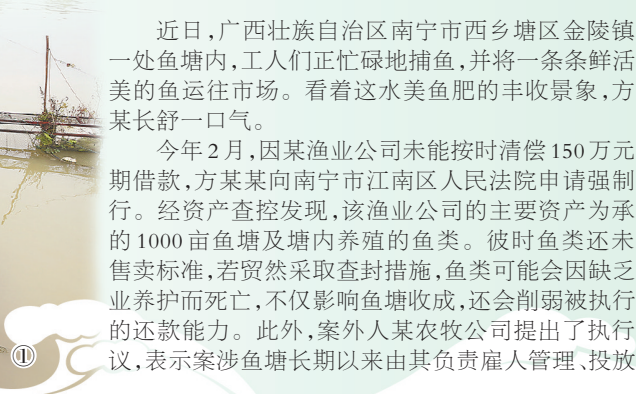 近日，广西壮族自治区南宁市西乡塘区金陵镇
一处鱼塘内，工人们正忙碌地捕鱼，并将一条条鲜活
美的鱼运往市场。看着这水美鱼肥的丰收景象，方
某长舒一口气。
今年2月，因某渔业公司未能按时清偿150万元
期借款，方某某向南宁市江南区人民法院申请强制
行。经资产查控发现，该渔业公司的主要资产为承
的1000亩鱼塘及塘内养殖的鱼类。彼时鱼类还未
售卖标准，若贸然采取查封措施，鱼类可能会因缺乏
业养护而死亡，不仅影响鱼塘收成，还会削弱被执行
的还款能力。此外，案外人某农牧公司提出了执行
议，表示案涉鱼塘长期以来由其负责雇人管理、投放
①